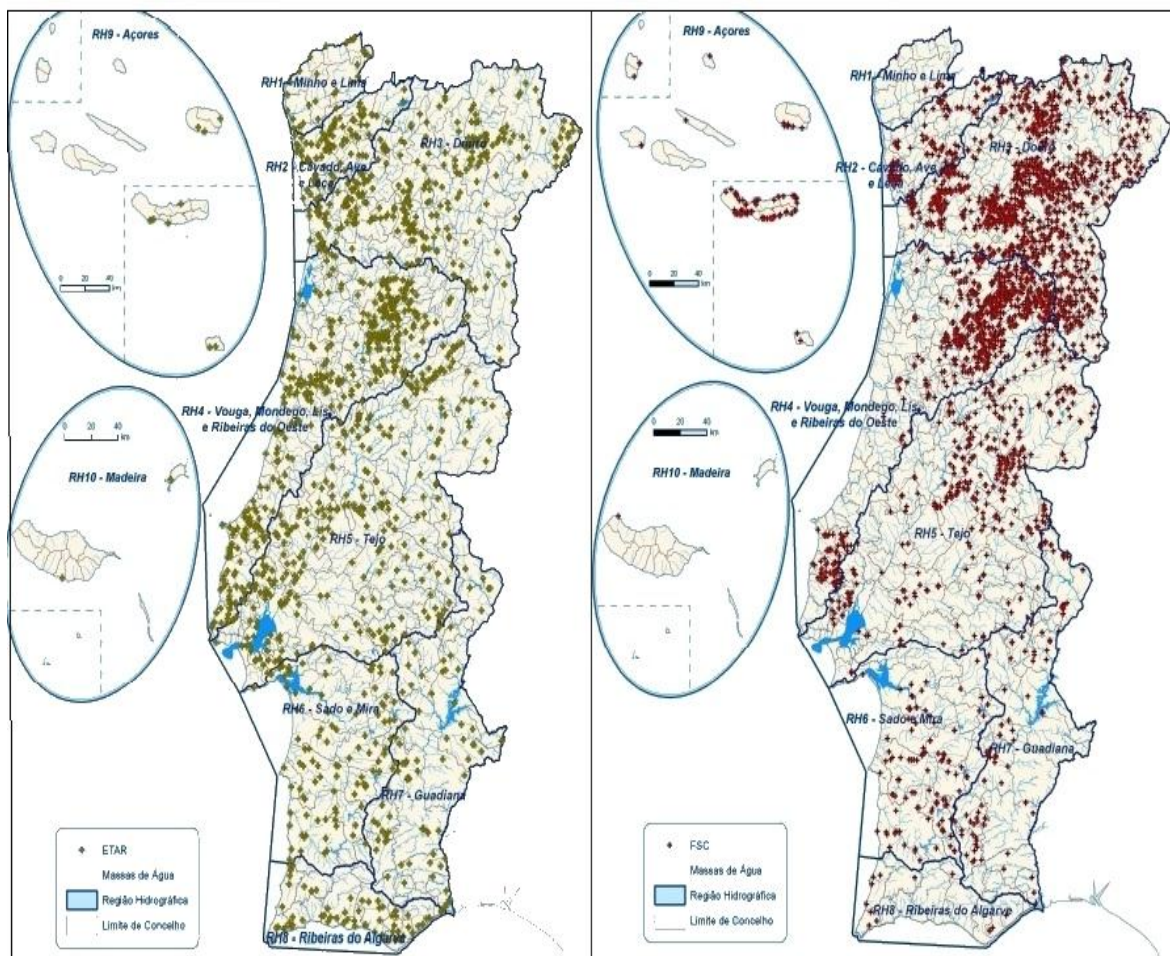 RH9 - Açores
RH1 - Minho e Lima
RH3 - Douro
RH2 - Cávado, Ave
e Leça
0 20 40
km
RH4 - Vouga, Mondego, Lis,
e Ribeiras do Oeste
0 20 40
km
RH10 - Madeira
RH5 - Tejo
RH6 - Sado e Mira
RH7 - Guadiana
RH8 - Ribeiras do Algarve
ETAR
Massas de Água
Região Hidrográfica
Limite de Concelho
RH9 - Açores
RH1 - Minho e Lima
RH3 - Douro
RH2 - Cávado, Ave
e Leça
0 20 40
km
RH4 - Vouga, Mondego, Lis,
e Ribeiras do Oeste
0 20 40
km
RH10 - Madeira
RH5 - Tejo
RH6 - Sado e Mira
RH7 - Guadiana
RH8 - Ribeiras do Algarve
FSC
Massas de Água
Região Hidrográfica
Limite de Concelho